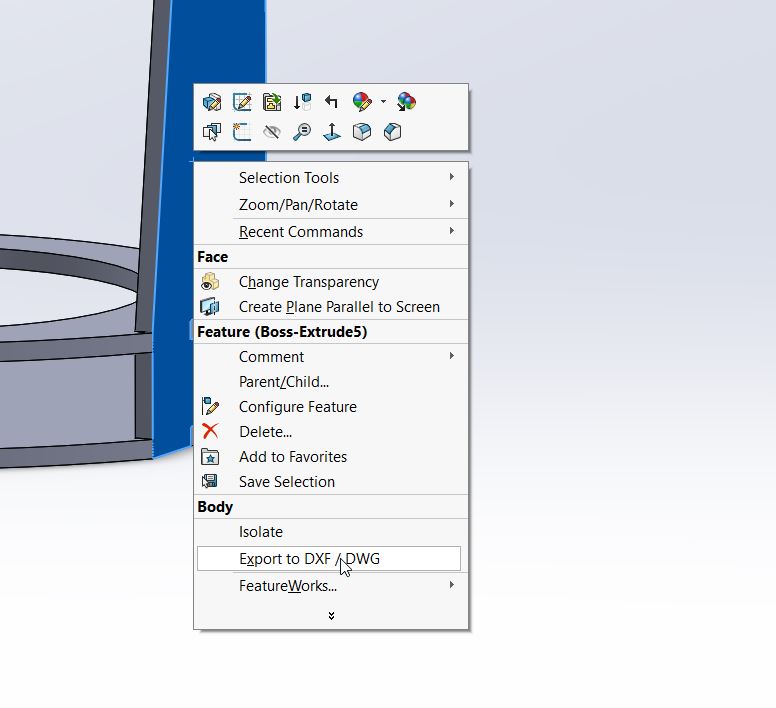 Selection Tools
Zoom/Pan/Rotate
Recent Commands
Face
Change Transparency
Create Plane Parallel to Screen
Feature (Boss-Extrude5)
Comment
Parent/Child...
Configure Feature
Delete...
Add to Favorites
Save Selection
Body
Isolate
Export to DXF / DWG
FeatureWorks...